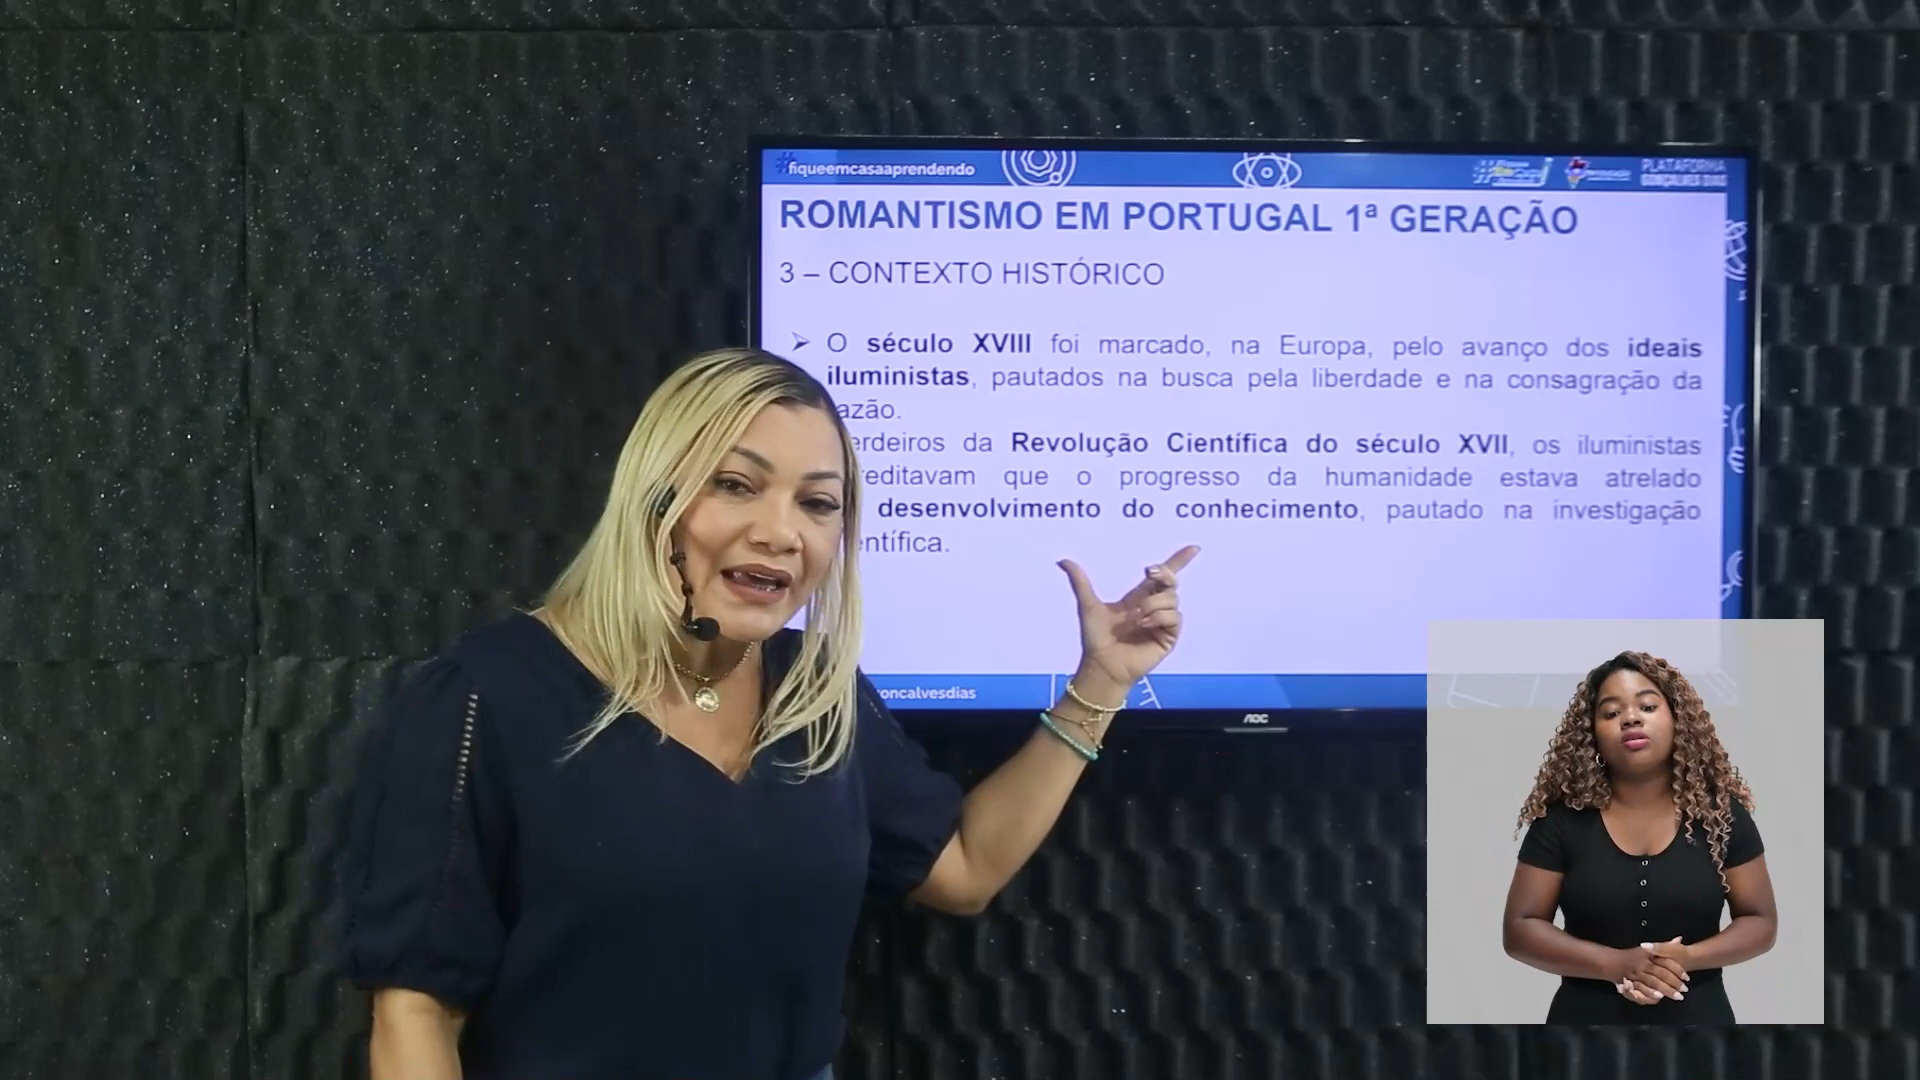 #fiqueemcasaaprendendo
PLATAFORMA
GONÇALVES DIAS
ROMANTISMO EM PORTUGAL 1ª GERAÇÃO
3 – CONTEXTO HISTÓRICO
➤ O século XVIII foi marcado, na Europa, pelo avanço dos ideais
iluministas, pautados na busca pela liberdade e na consagração da
azão.
erdeiros da Revolução Científica do século XVII, os iluministas
reditavam que o progresso da humanidade estava atrelado
desenvolvimento do conhecimento, pautado na investigação
entífica.
oncalvesdias
AOC